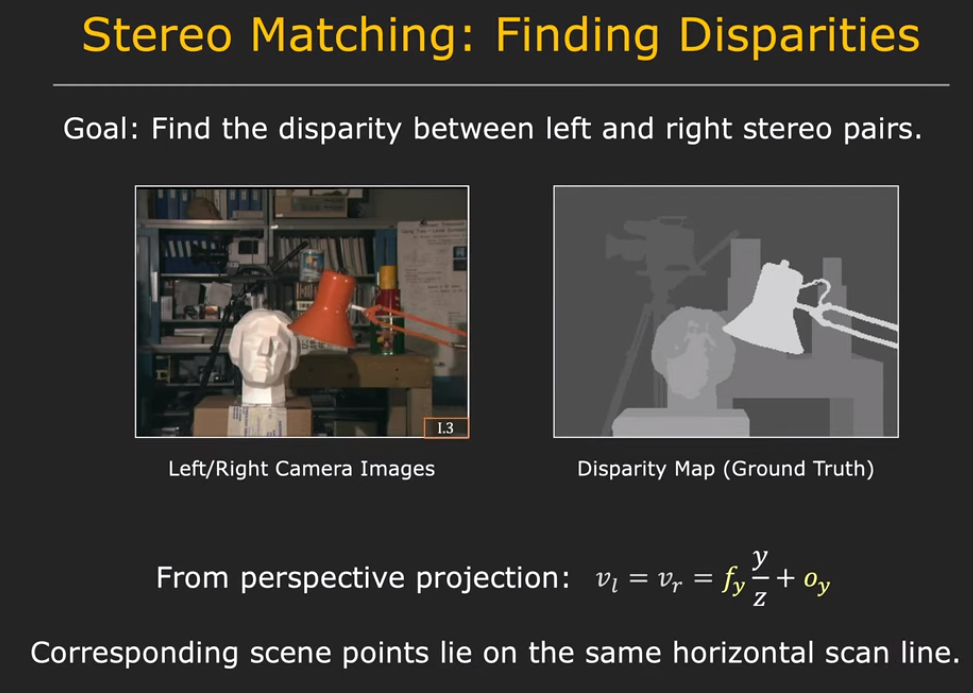 Stereo Matching: Finding Disparities
Goal: Find the disparity between left and right stereo pairs.
I.3
Left/Right Camera Images
Disparity Map (Ground Truth)
From perspective projection: v_l = v_r = f_y y/z + o_y
Corresponding scene points lie on the same horizontal scan line.